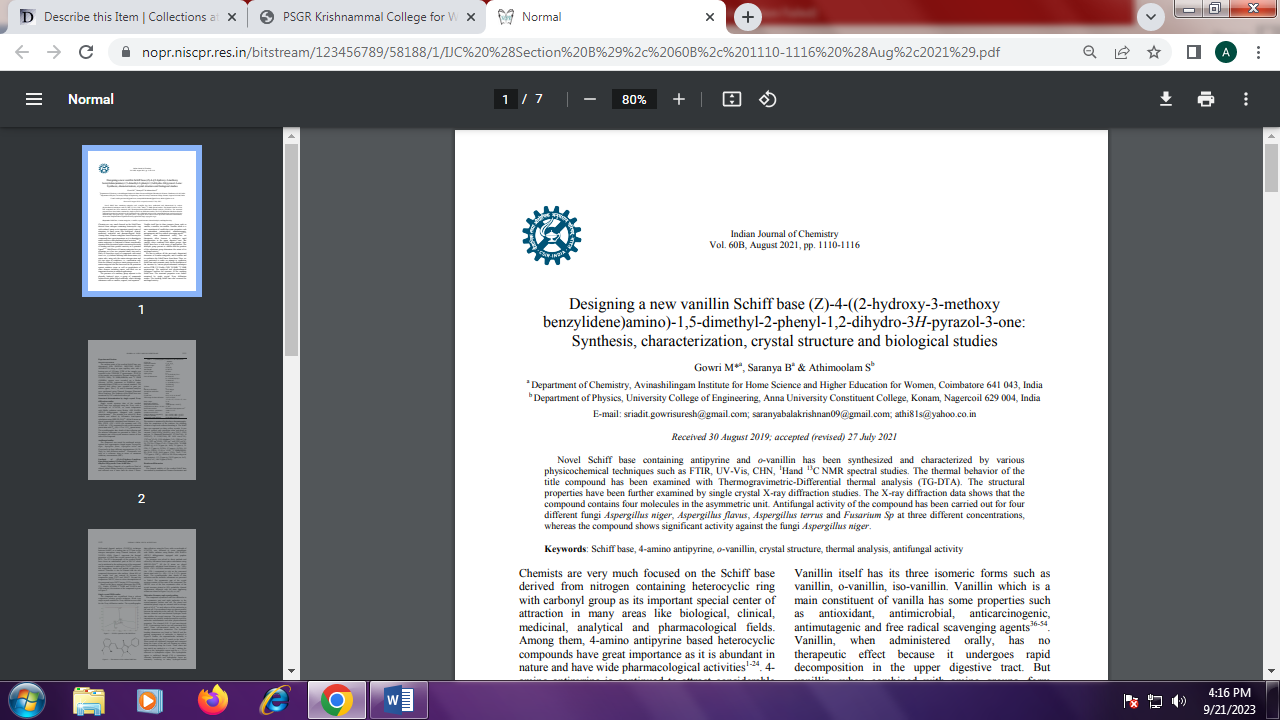 Describe this Item | Collections at
PSGR Krishnammal College for W
Normal
nopr.niscpr.res.in/bitstream/123456789/58188/1/IJC%20%28Section%20B%29%2c%2060B%2c%201110-1116%20%28Aug%2c2021%29.pdf
A
Normal
1 / 7
80%
1
2
Indian Journal of Chemistry
Vol. 60B, August 2021, pp. 1110-1116
Designing a new vanillin Schiff base (Z)-4-((2-hydroxy-3-methoxy
benzylidene)amino)-1,5-dimethyl-2-phenyl-1,2-dihydro-3H-pyrazol-3-one:
Synthesis, characterization, crystal structure and biological studies
Gowri M*a, Saranya Ba & Athimoolam Sb
a Department of Chemistry, Avinashilingam Institute for Home Science and Higher Education for Women, Coimbatore 641 043, India
b Department of Physics, University College of Engineering, Anna University Constituent College, Konam, Nagercoil 629 004, India
E-mail: sriadit.gowrisuresh@gmail.com; saranyabalakrishnan09@gmail.com; athi81s@yahoo.co.in
Received 30 August 2019; accepted (revised) 27 July 2021
Novel Schiff base containing antipyrine and o-vanillin has been synthesized and characterized by various
physicochemical techniques such as FTIR, UV-Vis, CHN, 1Hand 13C NMR spectral studies. The thermal behavior of the
title compound has been examined with Thermogravimetric-Differential thermal analysis (TG-DTA). The structural
properties have been further examined by single crystal X-ray diffraction studies. The X-ray diffraction data shows that the
compound contains four molecules in the asymmetric unit. Antifungal activity of the compound has been carried out for four
different fungi Aspergillus niger, Aspergillus flavus, Aspergillus terrus and Fusarium Sp at three different concentrations,
whereas the compound shows significant activity against the fungi Aspergillus niger.
Keywords: Schiff base, 4-amino antipyrine, o-vanillin, crystal structure, thermal analysis, antifungal activity
Chemists are very much focused on the Schiff base
derived from nitrogen containing heterocyclic ring
with carbonyl group as its important special center of
attraction in many areas like biological, clinical,
medicinal, analytical and pharmacological fields.
Among them, 4-amino antipyrine based heterocyclic
compounds have great importance as it is abundant in
nature and have wide pharmacological activities1-24. 4-
Vanillin itself has its three isomeric forms such as
vanillin, o-vanillin, iso-vanillin. Vanillin which is a
main constituent of vanilla has some properties such
as antioxidant, antimicrobial, anticarcinogenic,
antimutagenic and free radical scavenging agents36-54.
Vanillin, when administered orally, has no
therapeutic effect because it undergoes rapid
decomposition in the upper digestive tract. But
4:16 PM
9/21/2023